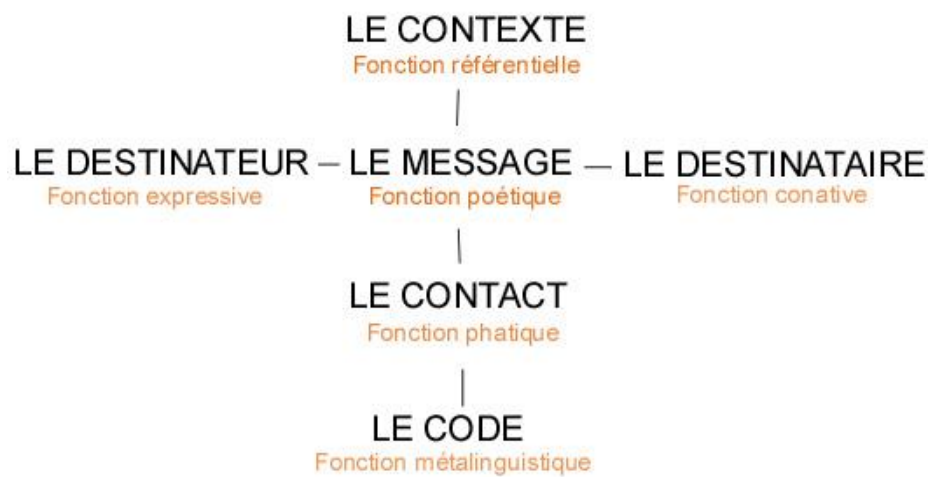 LE CONTEXTE
Fonction référentielle
LE DESTINATEUR – LE MESSAGE – LE DESTINATAIRE
Fonction expressive Fonction poétique Fonction conative
LE CONTACT
Fonction phatique
LE CODE
Fonction métalinguistique